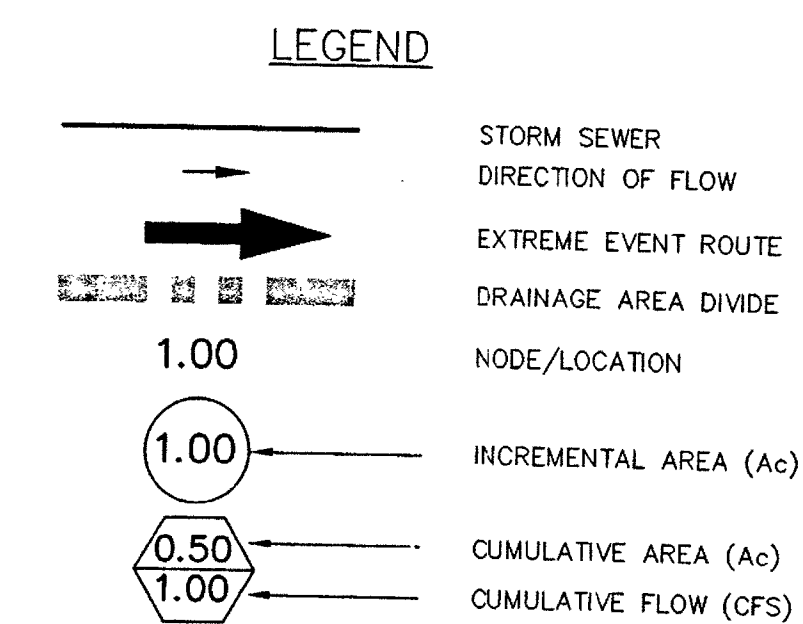 LEGEND
STORM SEWER
DIRECTION OF FLOW
EXTREME EVENT ROUTE
DRAINAGE AREA DIVIDE
1.00 NODE/LOCATION
1.00 INCREMENTAL AREA (Ac)
0.50 CUMULATIVE AREA (Ac)
1.00 CUMULATIVE FLOW (CFS)